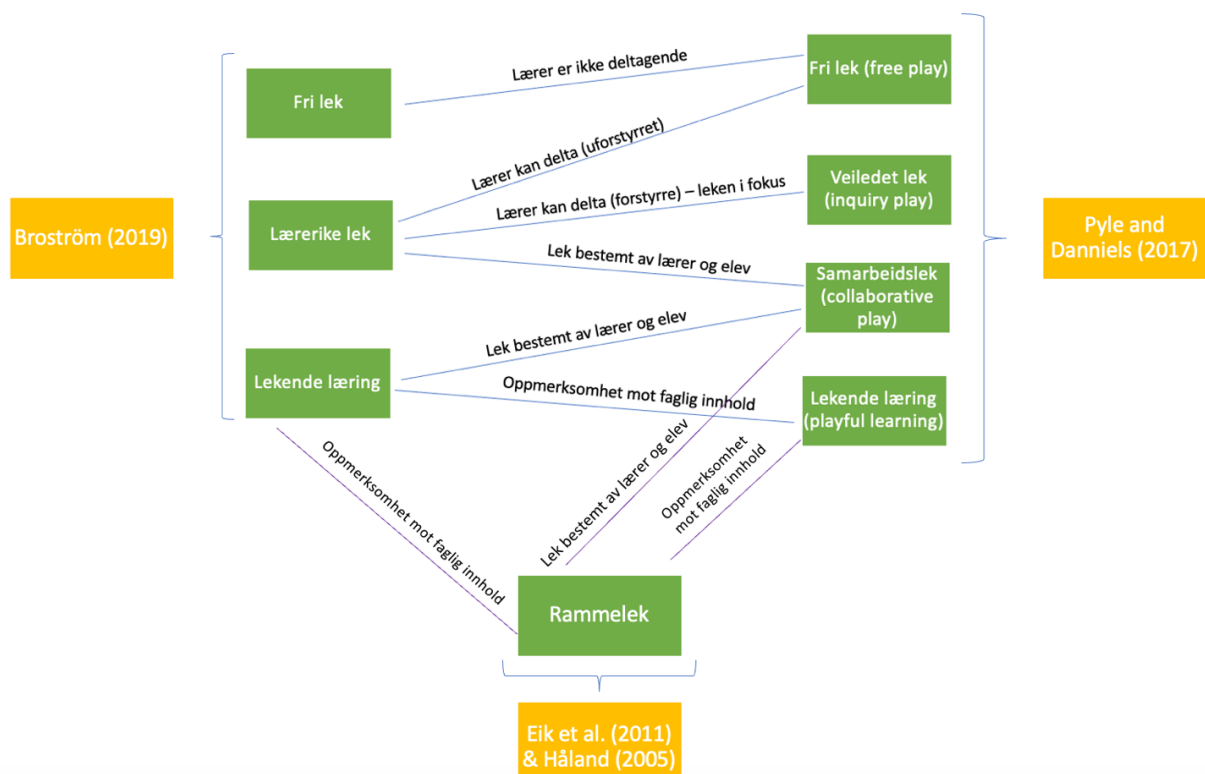 Broström (2019)
Fri lek
Lærerike lek
Lekende læring
Lærer er ikke deltagende
Lærer kan delta (uforstyrret)
Lærer kan delta (forstyrre) – leken i fokus
Lek bestemt av lærer og elev
Lek bestemt av lærer og elev
Oppmerksomhet mot faglig innhold
Fri lek (free play)
Veiledet lek
(inquiry play)
Samarbeidslek
(collaborative
play)
Lekende læring
(playful learning)
Pyle and
Danniels (2017)
Oppmerksomhet mot faglig innhold
Lek bestemt av lærer og elev
Oppmerksomhet
mot faglig innhold
Rammelek
Eik et al. (2011)
& Håland (2005)